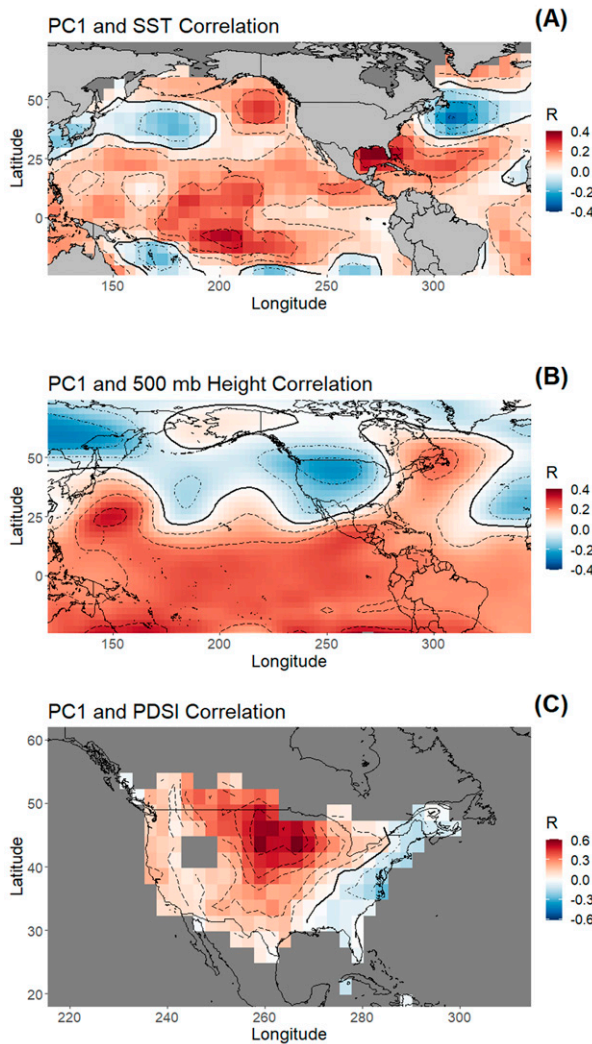 PC1 and SST Correlation
(A)
Latitude
50
25
0
R
0.4
0.2
0.0
-0.2
-0.4
150
200
250
300
Longitude
PC1 and 500 mb Height Correlation
(B)
Latitude
50
25
0
R
0.4
0.2
0.0
-0.2
-0.4
150
200
250
300
Longitude
PC1 and PDSI Correlation
(C)
Latitude
60
50
40
30
20
R
0.6
0.3
0.0
-0.3
-0.6
220
240
260
280
300
Longitude